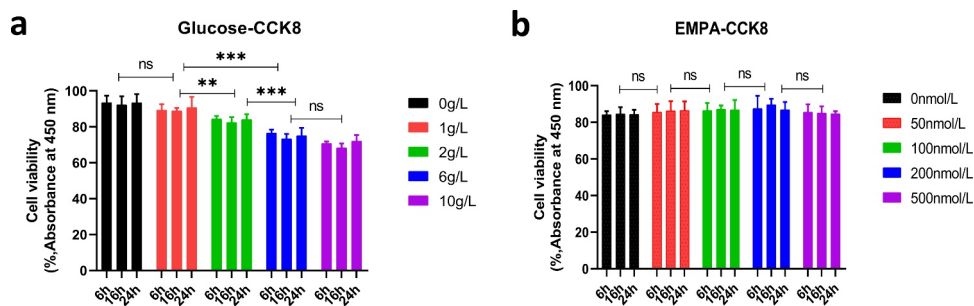 a
Glucose-CCK8
Cell viability
(%,Absorbance at 450 nm)
100
80
60
40
20
0
ns
**
***
***
ns
6h 16h 24h 6h 16h 24h 6h 16h 24h 6h 16h 24h 6h 16h 24h
0g/L
1g/L
2g/L
6g/L
10g/L
b
EMPA-CCK8
Cell viability
(%,Absorbance at 450 nm)
100
80
60
40
20
0
ns ns ns ns
6h 16h 24h 6h 16h 24h 6h 16h 24h 6h 16h 24h 6h 16h 24h
0nmol/L
50nmol/L
100nmol/L
200nmol/L
500nmol/L